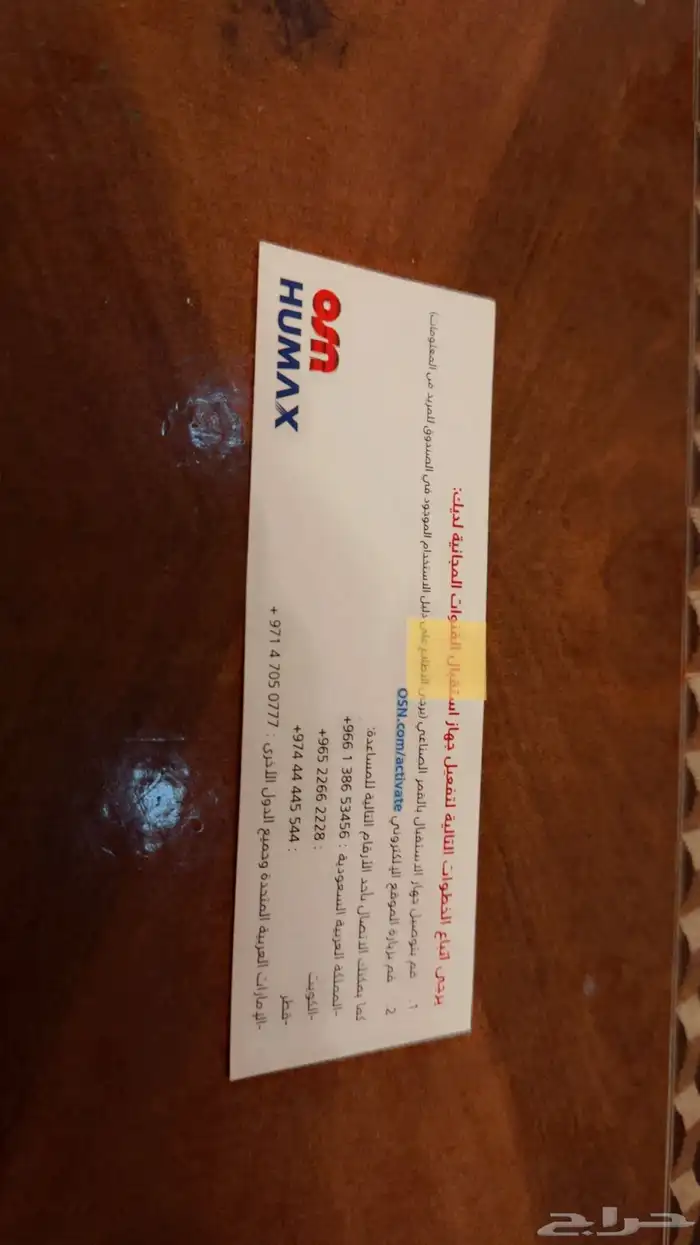 يرجى اتباع الخطوات التالية لتفعيل جهاز استقبال القنوات المجانية لديك:
1. قم بتوصيل جهاز الاستقبال بالقمر الصناعي (يرجى الاطلاع على دليل الاستخدام الموجود في الصندوق للمزيد من المعلومات)
2. قم بزيارة الموقع الإلكتروني OSN.com/activate
كما يمكنك الاتصال بأحد الأرقام التالية للمساعدة:
-المملكة العربية السعودية : +966 1 386 53456
-الكويت : +965 2266 2228
-قطر : +974 44 445 544
-الإمارات العربية المتحدة وجميع الدول الأخرى : + 971 4 705 0777
OSN
HUMAX
حراج